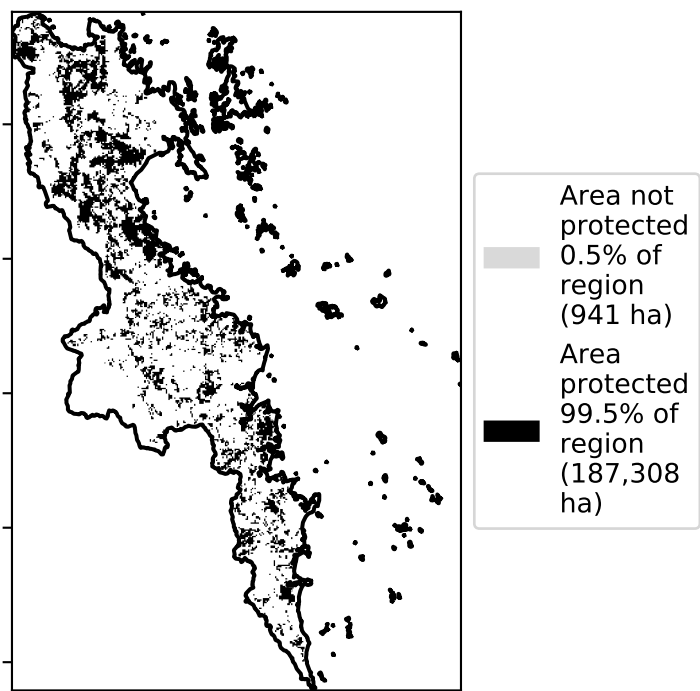 Area not
protected
0.5% of
region
(941 ha)
Area
protected
99.5% of
region
(187,308
ha)